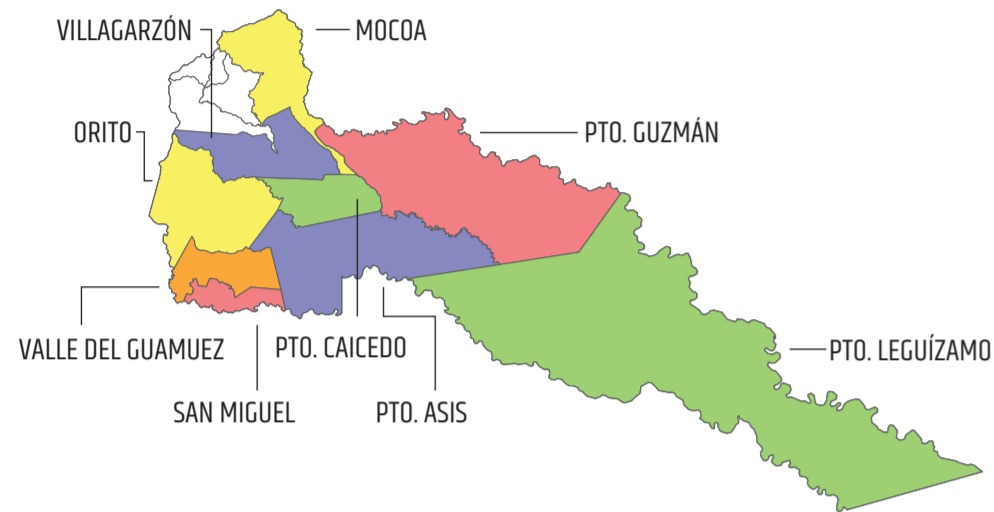 VILLAGARZÓN
MOCOA
ORITO
PTO. GUZMÁN
VALLE DEL GUAMUEZ
PTO. CAICEDO
PTO. LEGUÍZAMO
SAN MIGUEL
PTO. ASIS